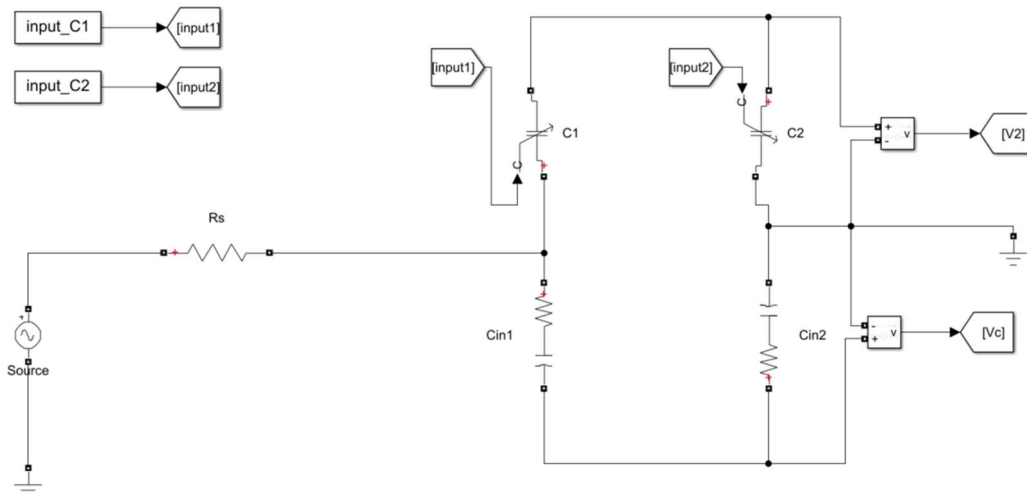 input_C1
[input1]
input_C2
[input2]
[input1]
[input2]
C
C1
C
C2
+
-
v
[V2]
Rs
Source
Cin1
Cin2
-
+
v
[Vc]